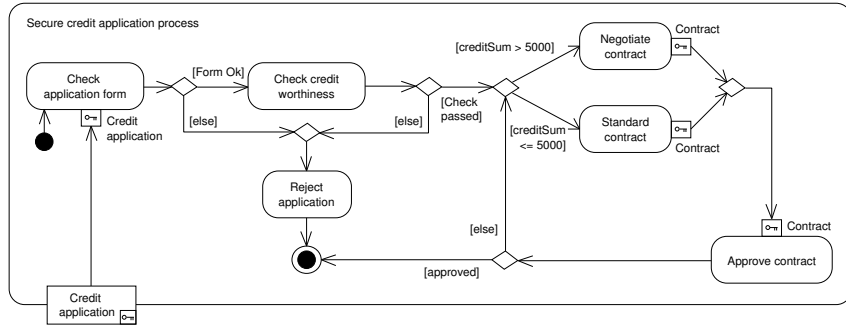 Secure credit application process
Check
application form
Credit
application
[Form Ok]
[else]
Check credit
worthiness
[else]
[Check
passed]
Reject
application
[creditSum > 5000]
[creditSum
<= 5000]
Negotiate
contract
Contract
Standard
contract
Contract
Contract
Approve contract
[else]
[approved]
Credit
application